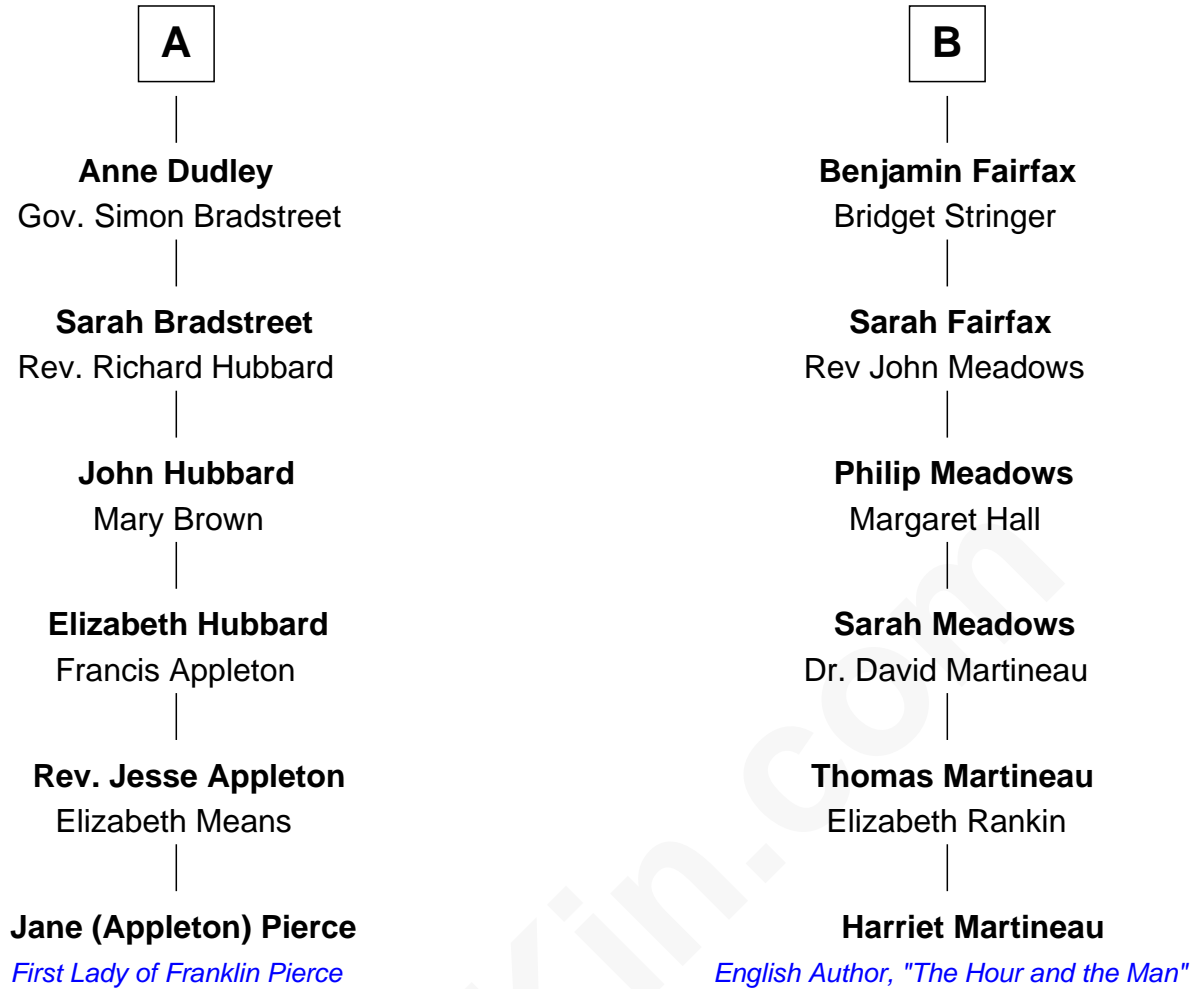 A
Anne Dudley
Gov. Simon Bradstreet
Sarah Bradstreet
Rev. Richard Hubbard
John Hubbard
Mary Brown
Elizabeth Hubbard
Francis Appleton
Rev. Jesse Appleton
Elizabeth Means
Jane (Appleton) Pierce
First Lady of Franklin Pierce
B
Benjamin Fairfax
Bridget Stringer
Sarah Fairfax
Rev John Meadows
Philip Meadows
Margaret Hall
Sarah Meadows
Dr. David Martineau
Thomas Martineau
Elizabeth Rankin
Harriet Martineau
English Author, "The Hour and the Man"